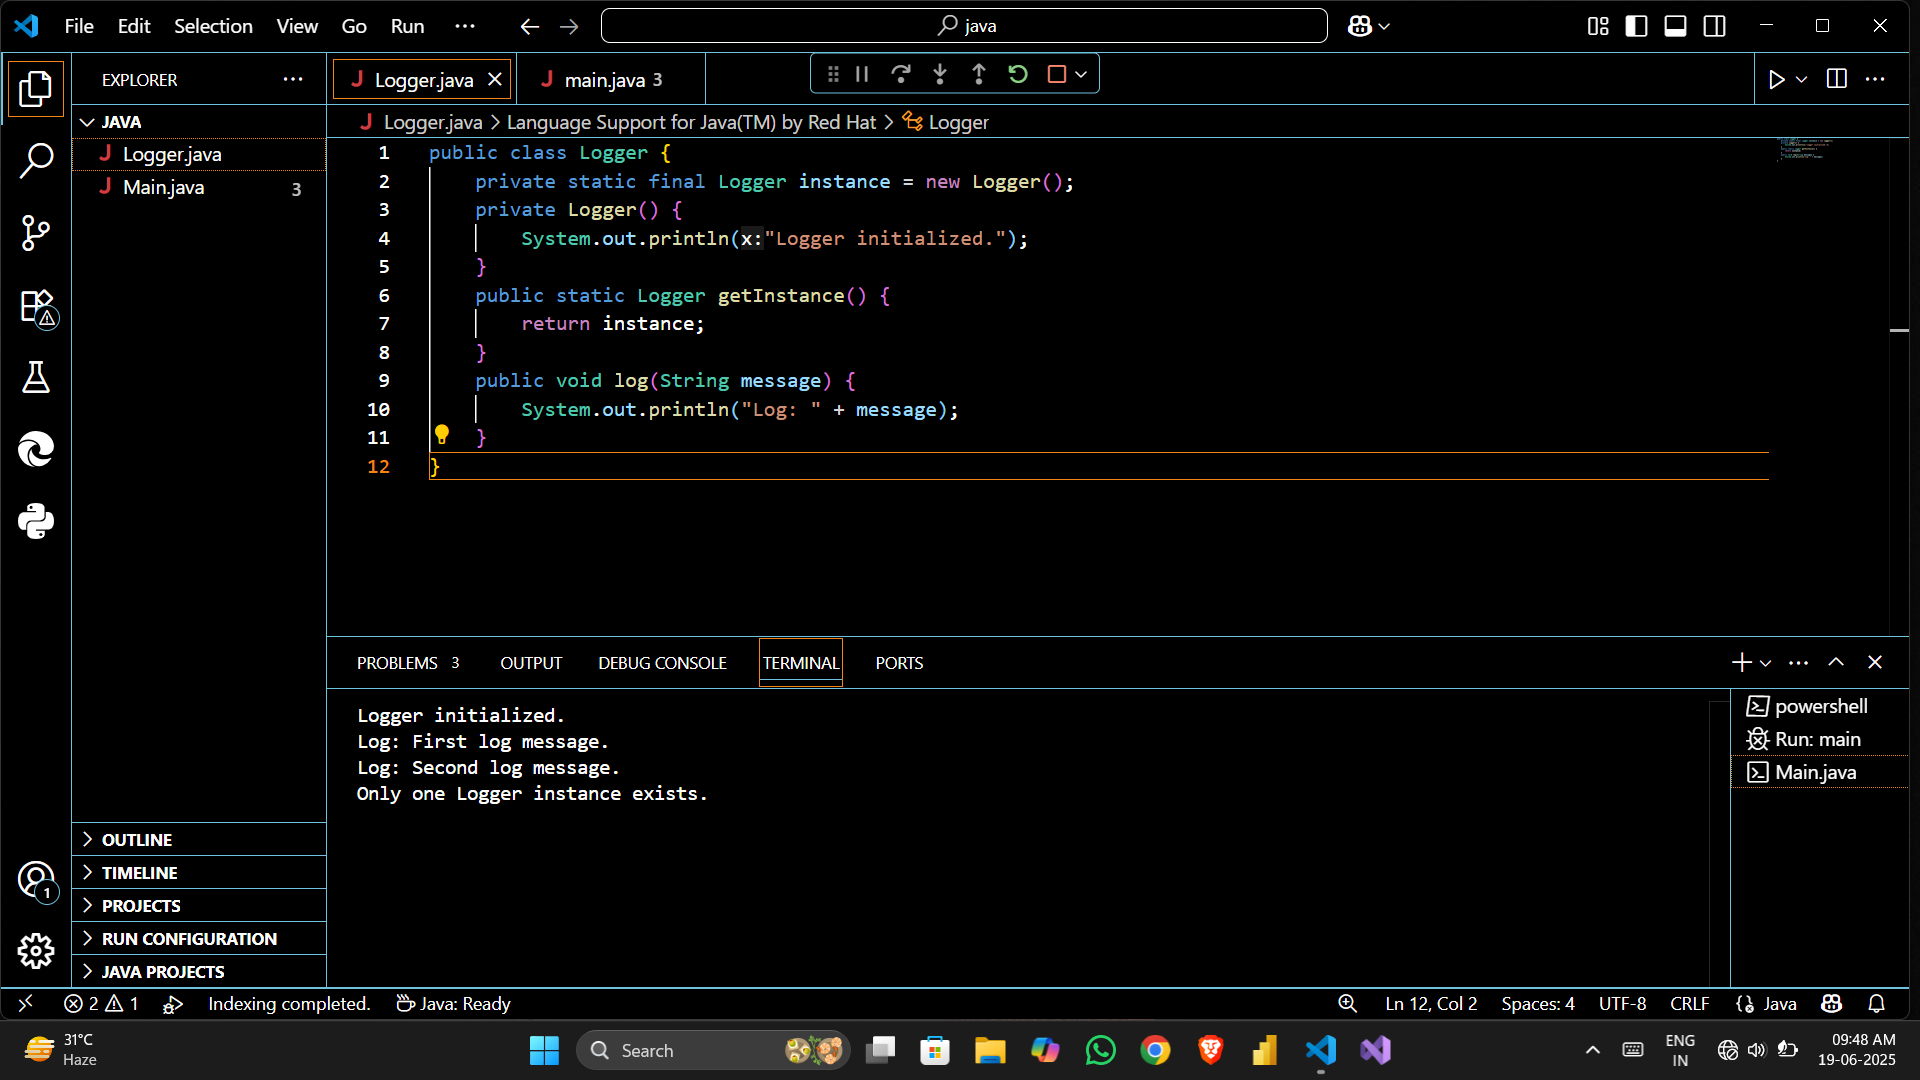 File Edit Selection View Go Run ··· java
EXPLORER ···
Logger.java main.java 3
JAVA
Logger.java
Main.java 3
Logger.java > Language Support for Java(TM) by Red Hat > Logger
1 public class Logger {
2 private static final Logger instance = new Logger();
3 private Logger() {
4 System.out.println(x:"Logger initialized.");
5 }
6 public static Logger getInstance() {
7 return instance;
8 }
9 public void log(String message) {
10 System.out.println("Log: " + message);
11 }
12 }
PROBLEMS 3 OUTPUT DEBUG CONSOLE TERMINAL PORTS
Logger initialized.
Log: First log message.
Log: Second log message.
Only one Logger instance exists.
powershell
Run: main
Main.java
OUTLINE
TIMELINE
PROJECTS
RUN CONFIGURATION
JAVA PROJECTS
1
2 1 Indexing completed. Java: Ready Ln 12, Col 2 Spaces: 4 UTF-8 CRLF Java
31°C
Haze
Search
ENG
IN
09:48 AM
19-06-2025